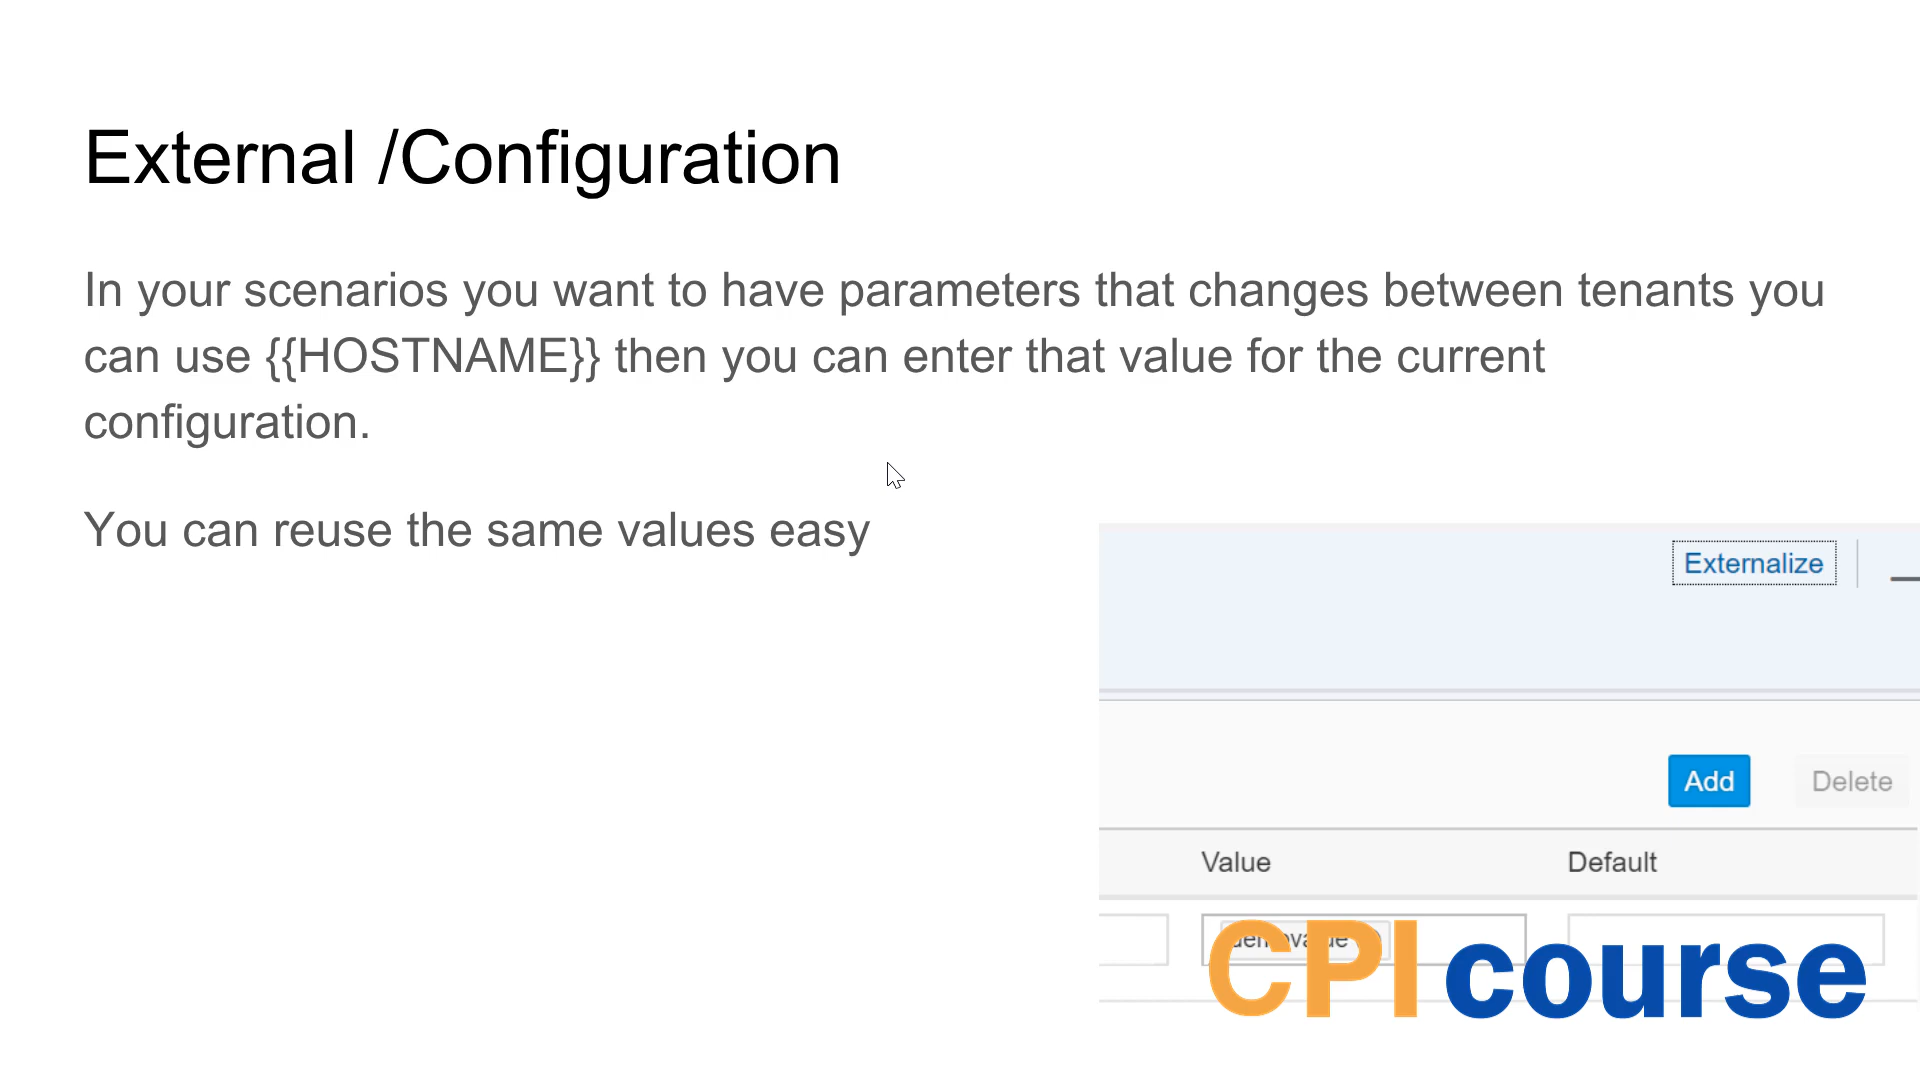 External /Configuration
In your scenarios you want to have parameters that changes between tenants you
can use {{HOSTNAME}} then you can enter that value for the current
configuration.
You can reuse the same values easy
Externalize
Add Delete
Value Default
CPI course